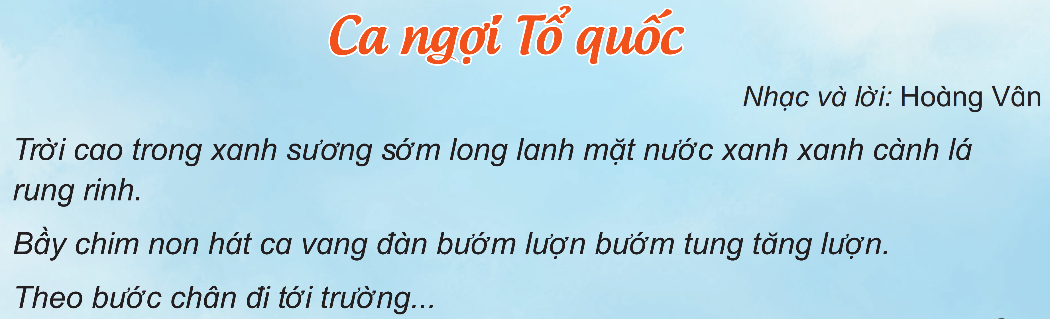 Ca ngợi Tổ quốc
Nhạc và lời: Hoàng Vân
Trời cao trong xanh sương sớm long lanh mặt nước xanh xanh cành lá
rung rinh.
Bầy chim non hát ca vang đàn bướm lượn bướm tung tăng lượn.
Theo bước chân đi tới trường...